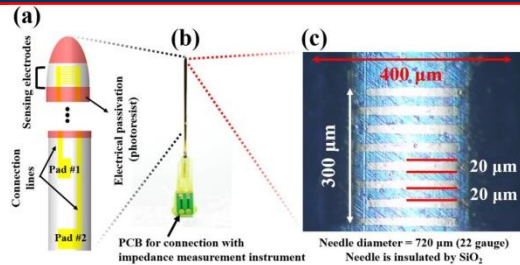 (a)
Sensing electrodes
Electrical passivation
(photoresist)
Connection
lines
Pad #1
Pad #2
(b)
PCB for connection with
impedance measurement instrument
(c)
400 µm
300 µm
20 µm
20 µm
Needle diameter = 720 µm (22 gauge)
Needle is insulated by SiO₂